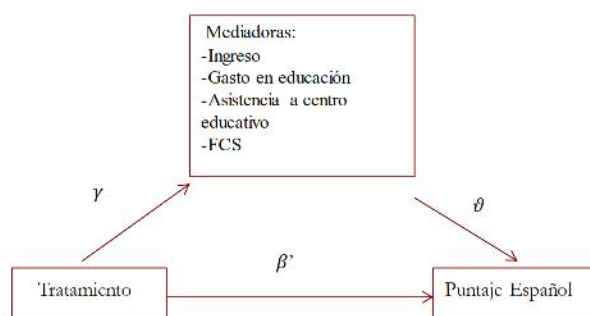 Mediadoras:
-Ingreso
-Gasto en educación
-Asistencia a centro
educativo
-FCS
γ
ϑ
β’
Tratamiento
Puntaje Español